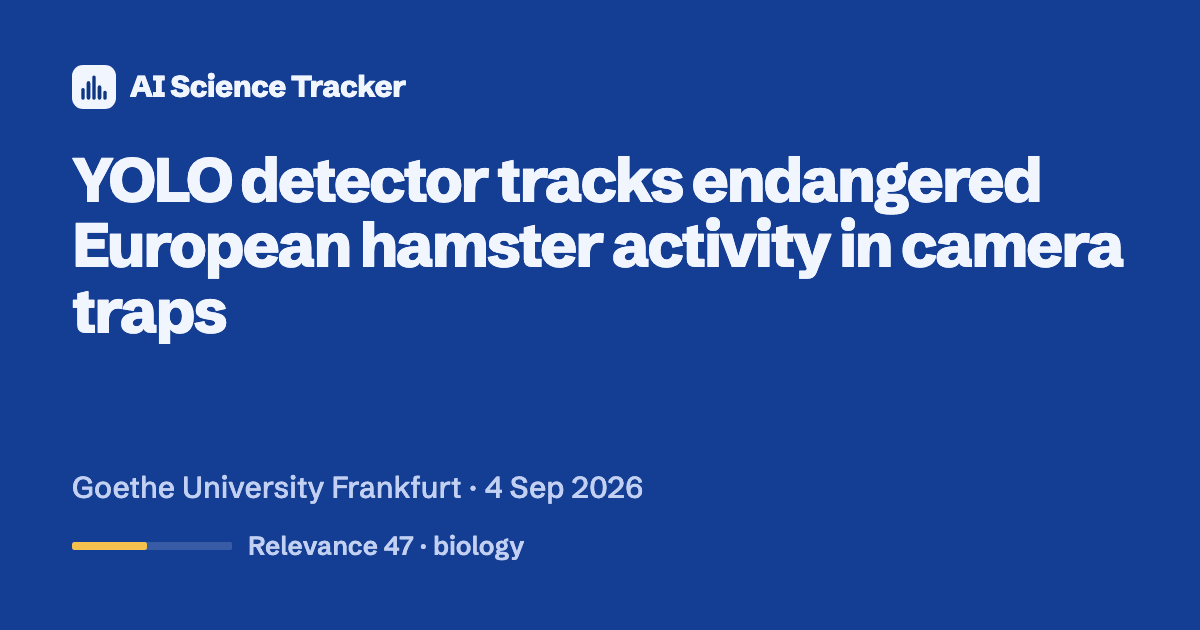 AI Science Tracker
YOLO detector tracks endangered
European hamster activity in camera
traps
Goethe University Frankfurt · 4 Sep 2026
Relevance 47 · biology